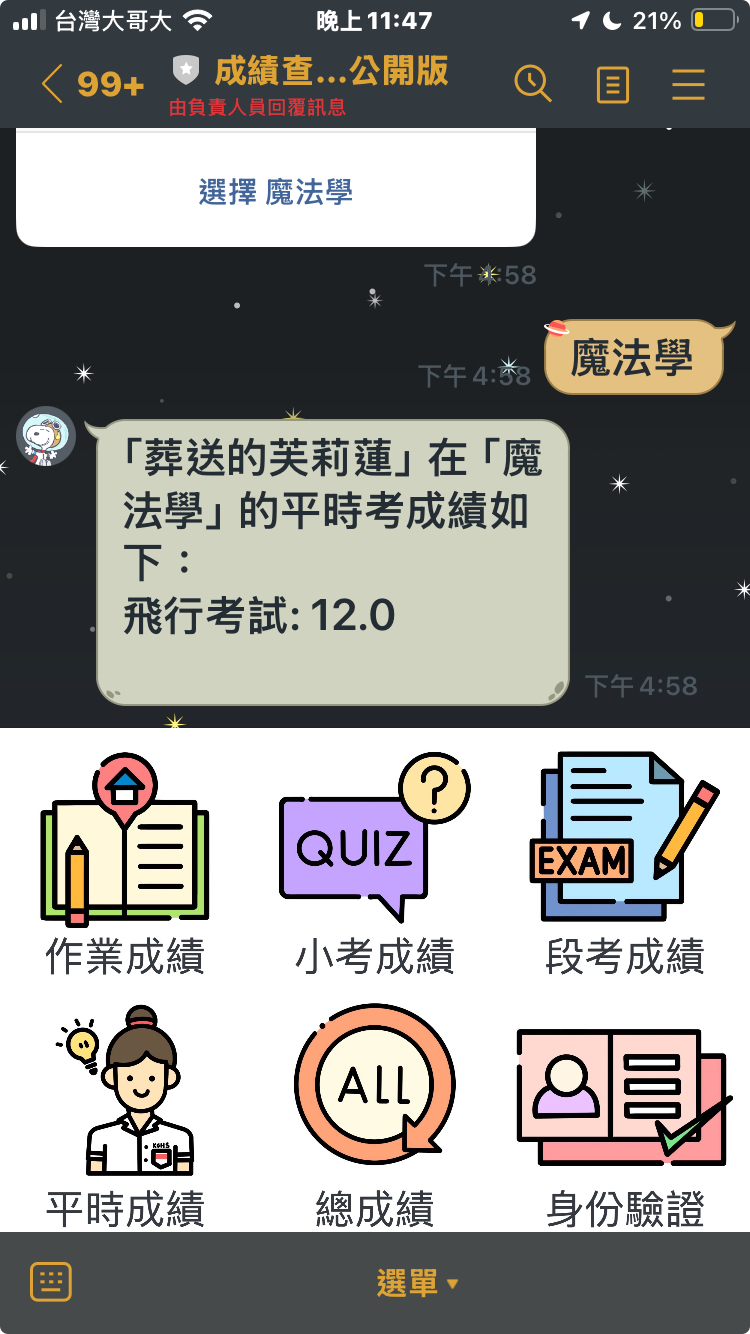 台灣大哥大 晚上 11:47 21%
99+ 成績查...公開版
由負責人員回覆訊息
選擇 魔法學
下午 4:58
魔法學
下午 4:58
「葬送的芙莉蓮」在「魔
法學」的平時考成績如
下：
飛行考試: 12.0
下午 4:58
QUIZ
?
EXAM
作業成績 小考成績 段考成績
KGHS
ALL
平時成績 總成績 身份驗證
選單